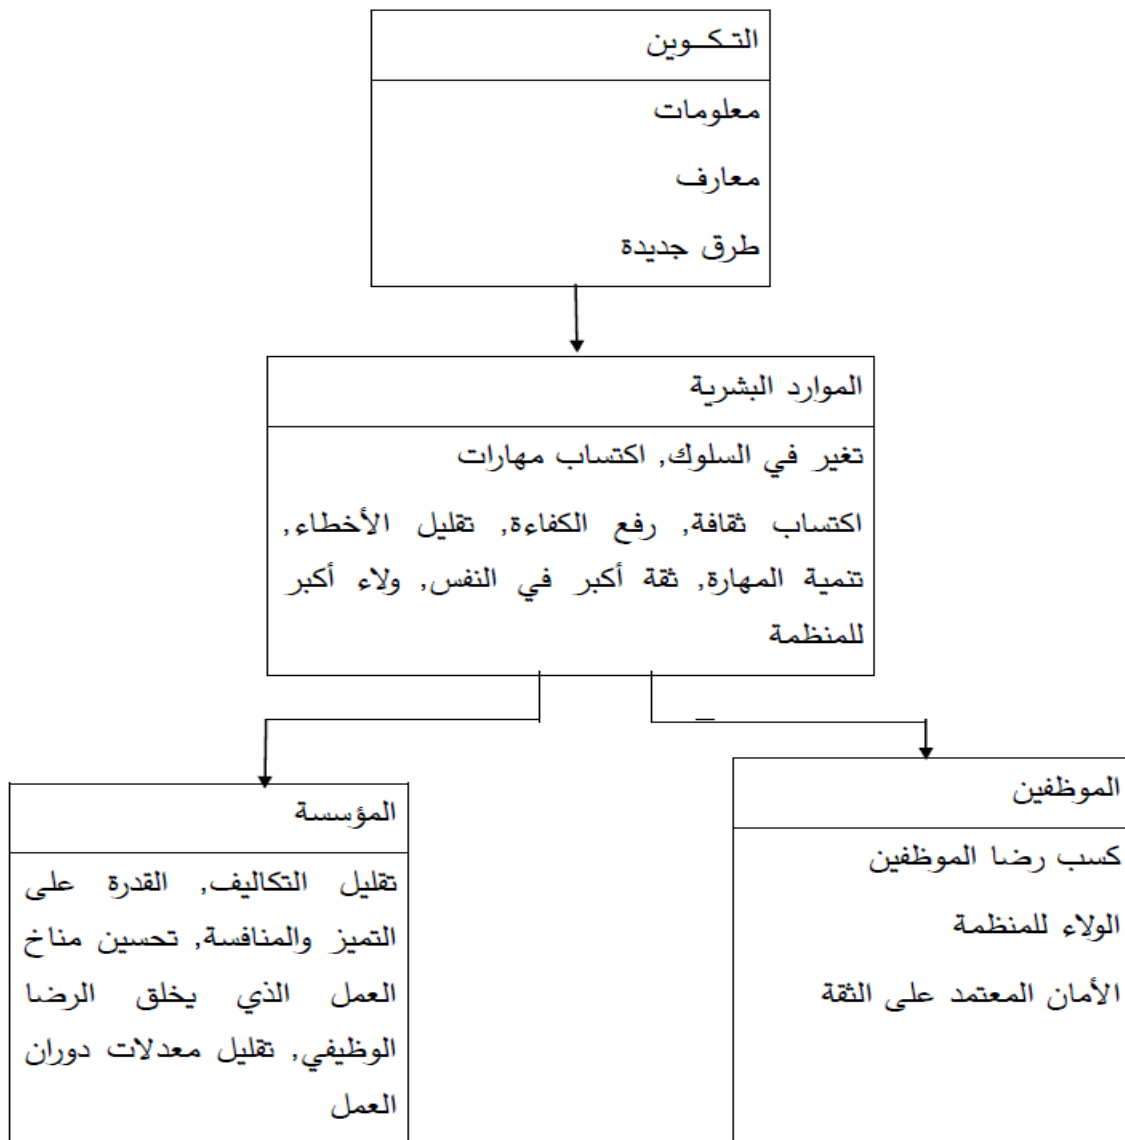 التـكــوين
معلومات
معارف
طرق جديدة
الموارد البشرية
تغير في السلوك, اكتساب مهارات
اكتساب ثقافة, رفع الكفاءة, تقليل الأخطاء,
تنمية المهارة, ثقة أكبر في النفس, ولاء أكبر
للمنظمة
الموظفين
كسب رضا الموظفين
الولاء للمنظمة
الأمان المعتمد على الثقة
المؤسسة
تقليل التكاليف, القدرة على
التميز والمنافسة, تحسين مناخ
العمل الذي يخلق الرضا
الوظيفي, تقليل معدلات دوران
العمل